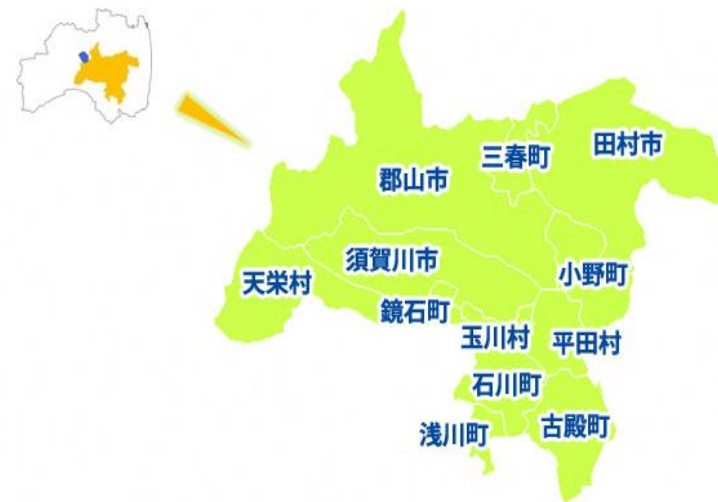 三春町
田村市
郡山市
須賀川市
天栄村
小野町
鏡石町
玉川村
平田村
石川町
浅川町
古殿町